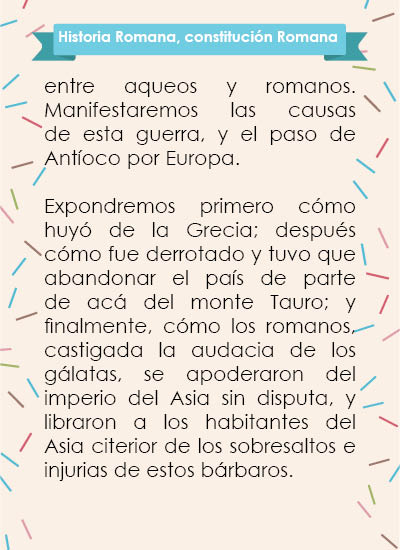 Historia Romana, constitución Romana
entre aqueos y romanos.
Manifestaremos las causas
de esta guerra, y el paso de
Antíoco por Europa.
Expondremos primero cómo
huyó de la Grecia; después
cómo fue derrotado y tuvo que
abandonar el país de parte
de acá del monte Tauro; y
finalmente, cómo los romanos,
castigada la audacia de los
gálatas, se apoderaron del
imperio del Asia sin disputa, y
libraron a los habitantes del
Asia citerior de los sobresaltos e
injurias de estos bárbaros.